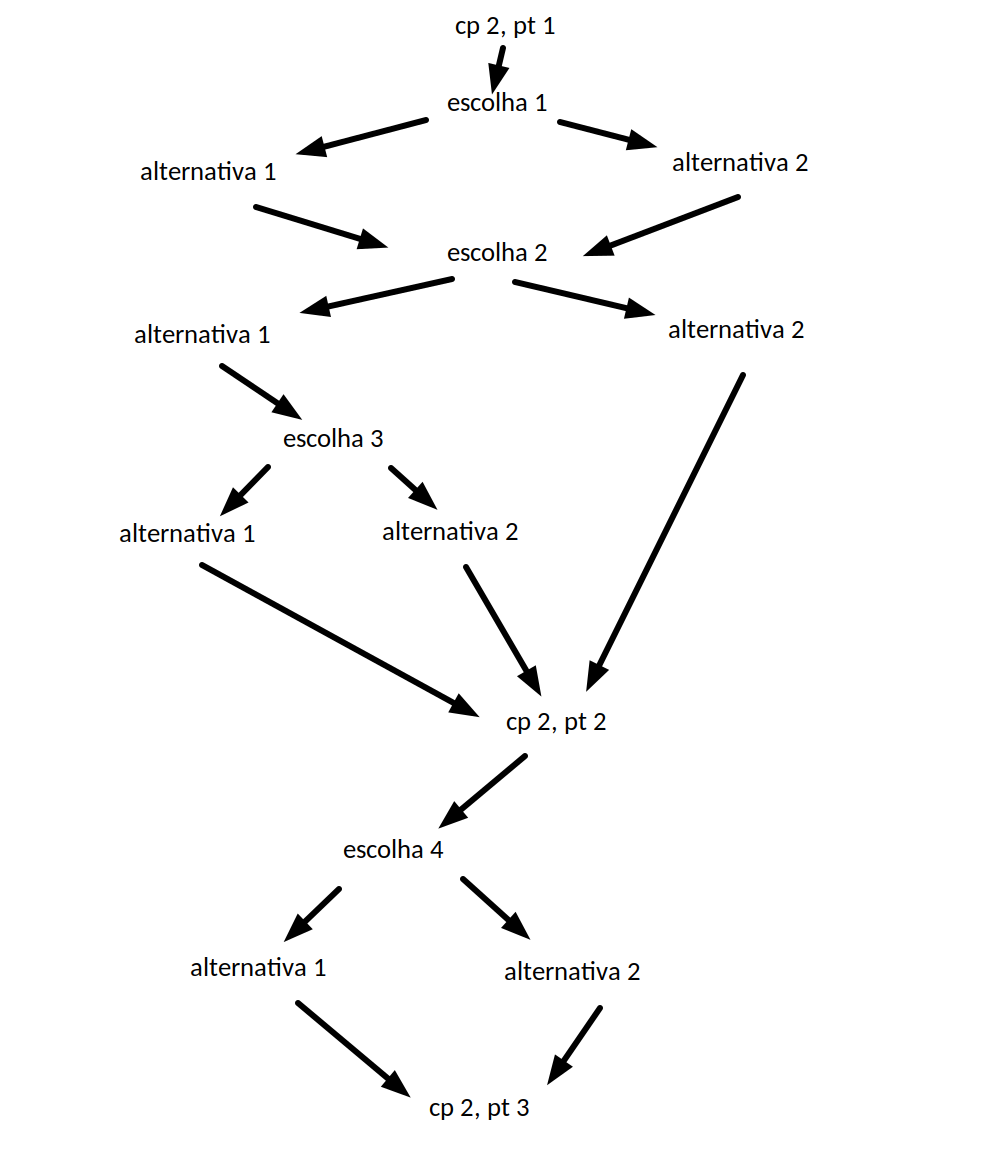 cp 2, pt 1
escolha 1
alternativa 1
alternativa 2
escolha 2
alternativa 1
alternativa 2
escolha 3
alternativa 1
alternativa 2
cp 2, pt 2
escolha 4
alternativa 1
alternativa 2
cp 2, pt 3